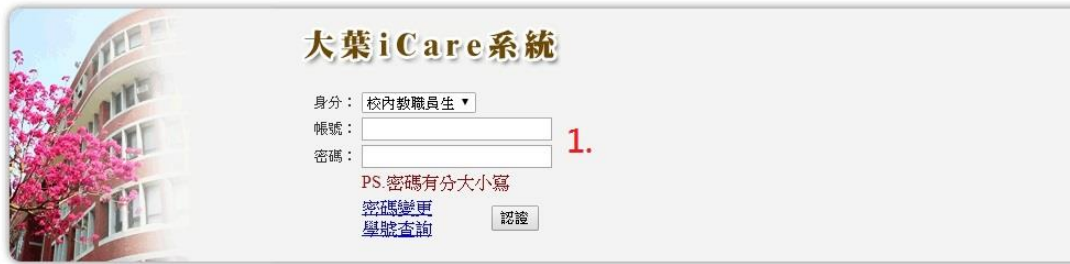 大葉iCare系統
身分： 校內教職員生 ▼
帳號：
1.
密碼：
PS.密碼有分大小寫
密碼變更
認證
學號查詢